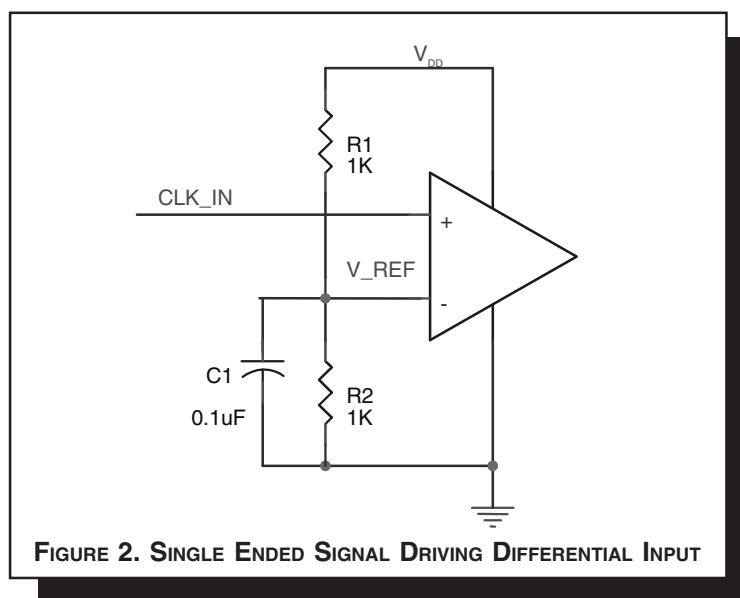 V_DD
R1
1K
CLK_IN
+
V_REF
-
C1
0.1uF
R2
1K
FIGURE 2. SINGLE ENDED SIGNAL DRIVING DIFFERENTIAL INPUT